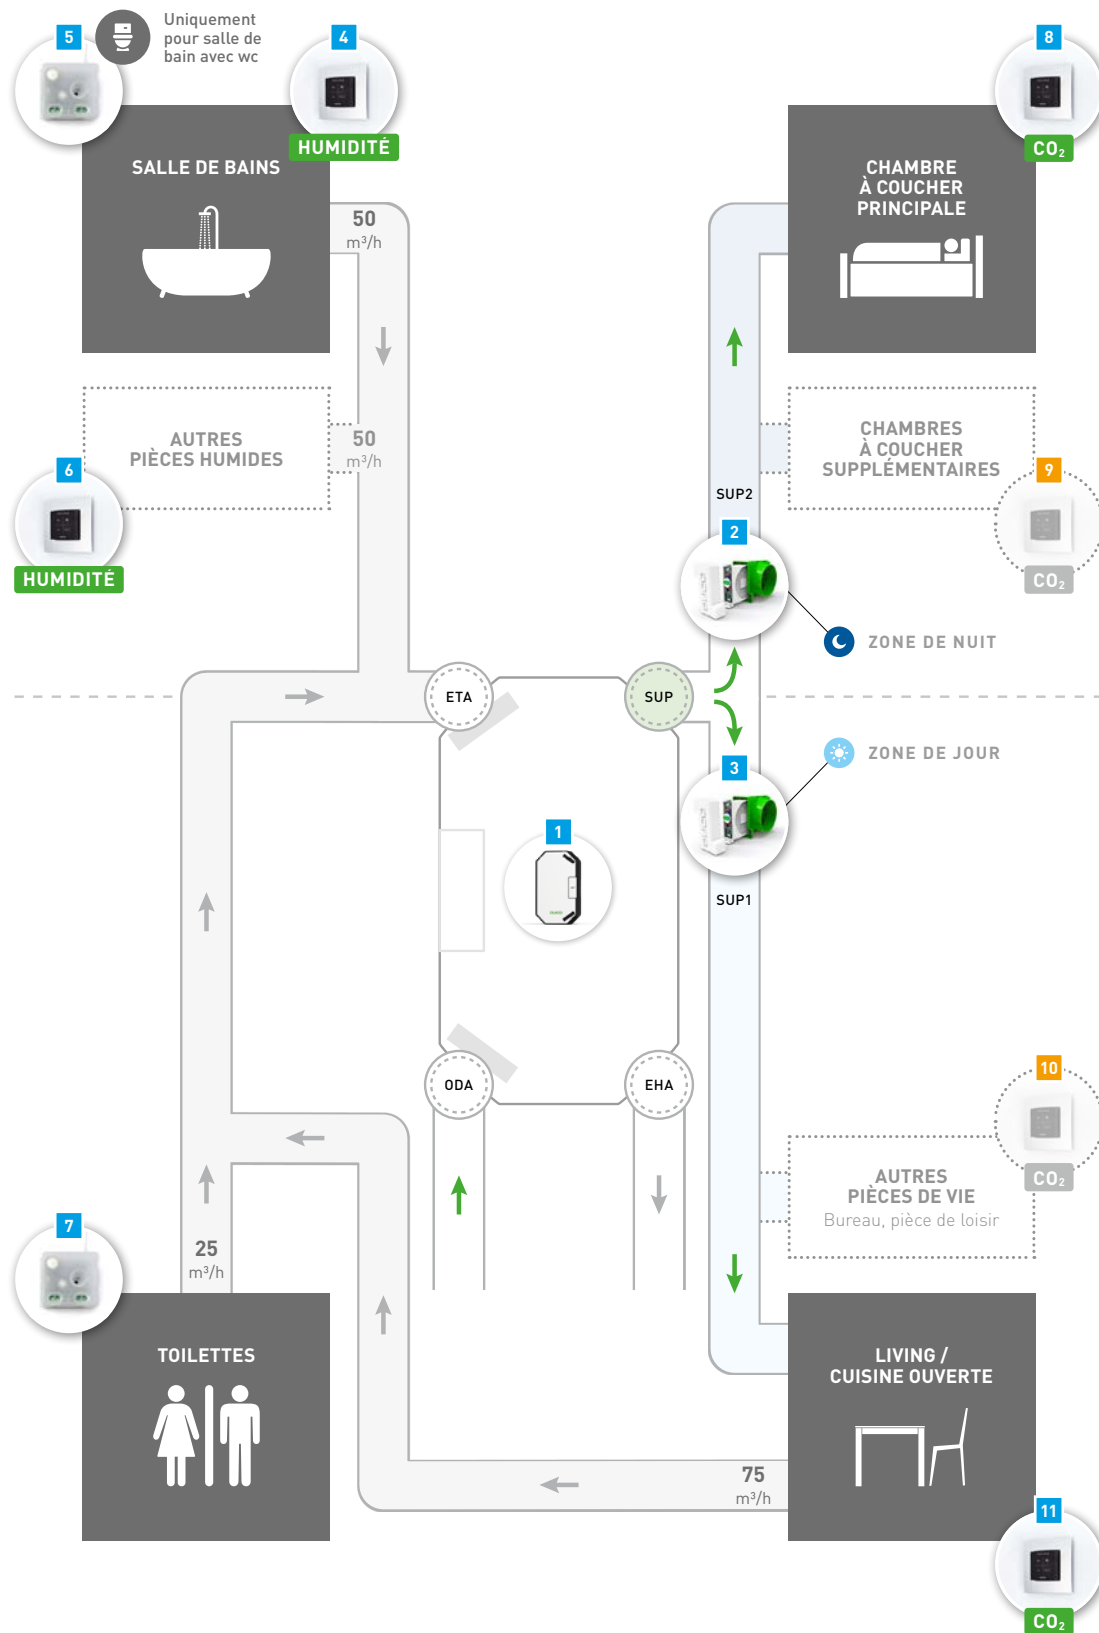 5
Uniquement
pour salle de
bain avec wc
4
HUMIDITÉ
8
CO₂
SALLE DE BAINS
CHAMBRE
À COUCHER
PRINCIPALE
50
m³/h
AUTRES
PIÈCES HUMIDES
50
m³/h
CHAMBRES
À COUCHER
SUPPLÉMENTAIRES
6
HUMIDITÉ
9
CO₂
SUP2
2
ZONE DE NUIT
ETA
SUP
ZONE DE JOUR
3
1
SUP1
ODA
EHA
10
CO₂
AUTRES
PIÈCES DE VIE
Bureau, pièce de loisir
7
25
m³/h
TOILETTES
LIVING /
CUISINE OUVERTE
75
m³/h
11
CO₂